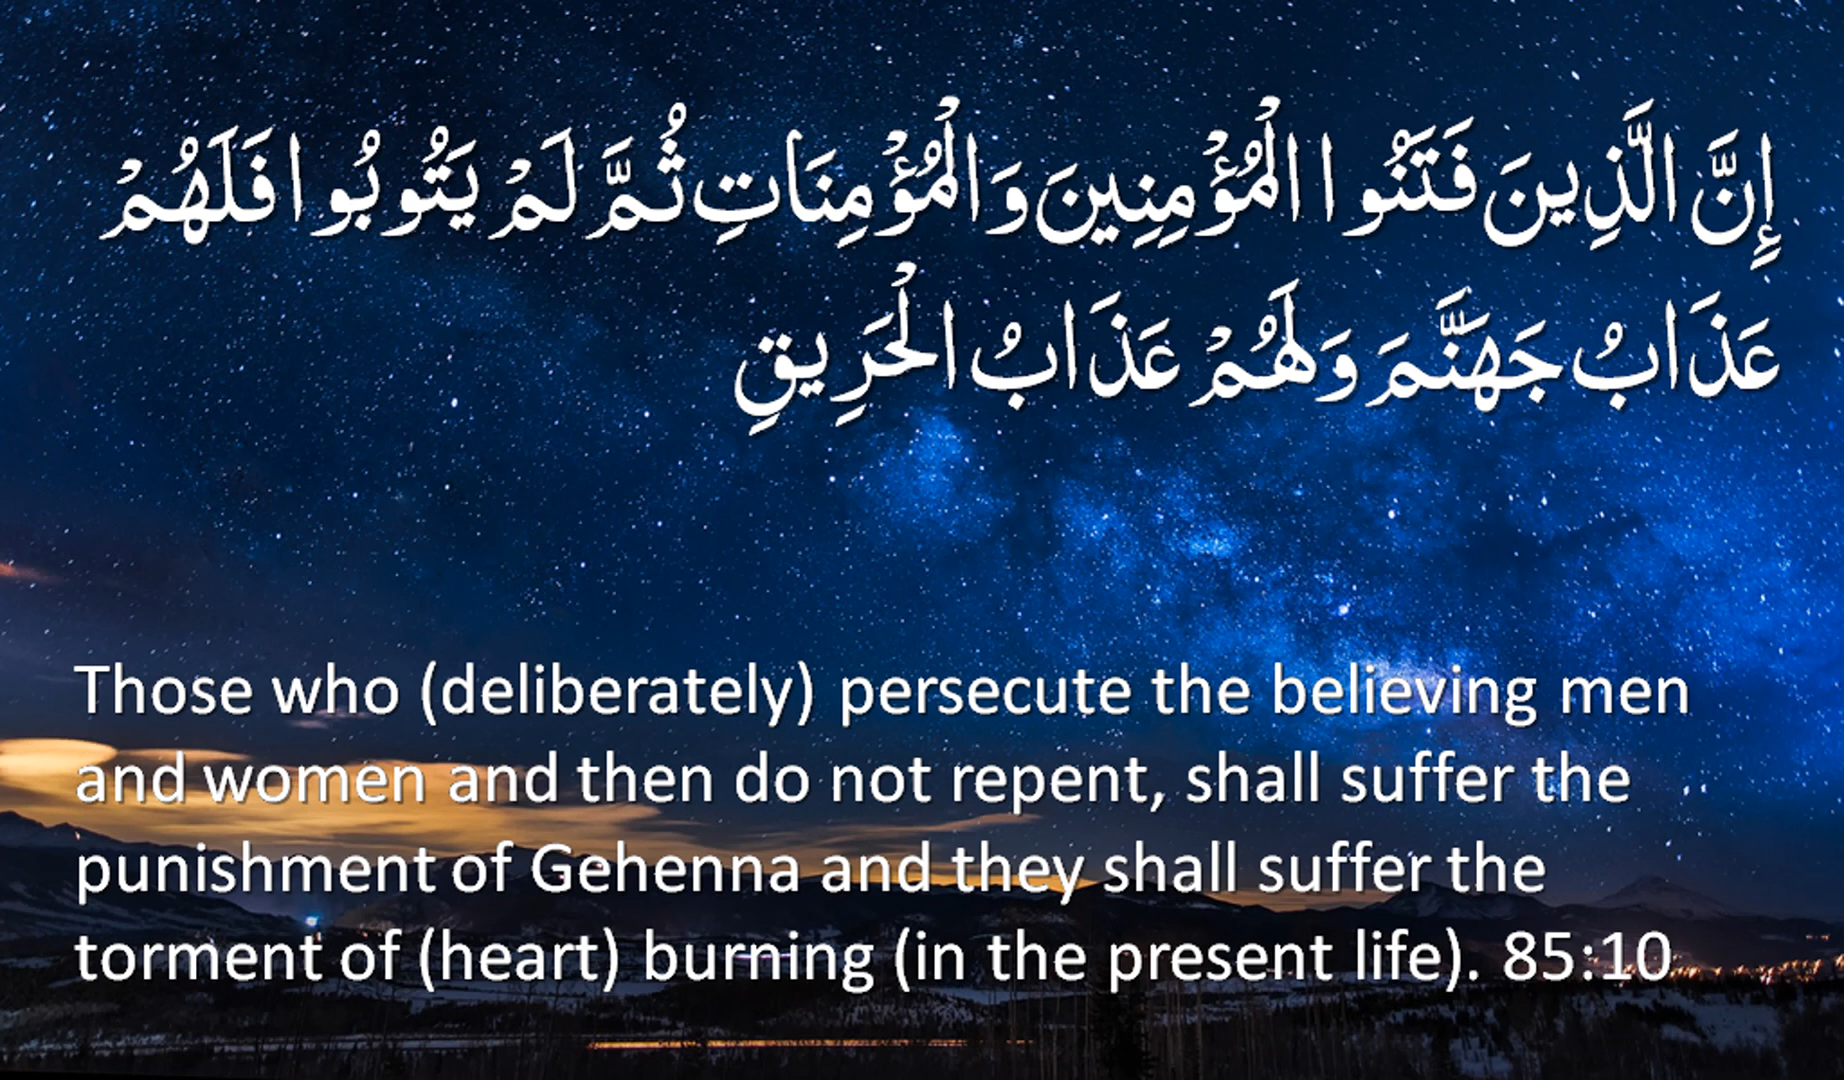 إِنَّ الَّذِينَ فَتَنُوا الْمُؤْمِنِينَ وَالْمُؤْمِنَاتِ ثُمَّ لَمْ يَتُوبُوا فَلَهُمْ
عَذَابُ جَهَنَّمَ وَلَهُمْ عَذَابُ الْحَرِيقِ
Those who (deliberately) persecute the believing men
and women and then do not repent, shall suffer the
punishment of Gehenna and they shall suffer the
torment of (heart) burning (in the present life). 85:10